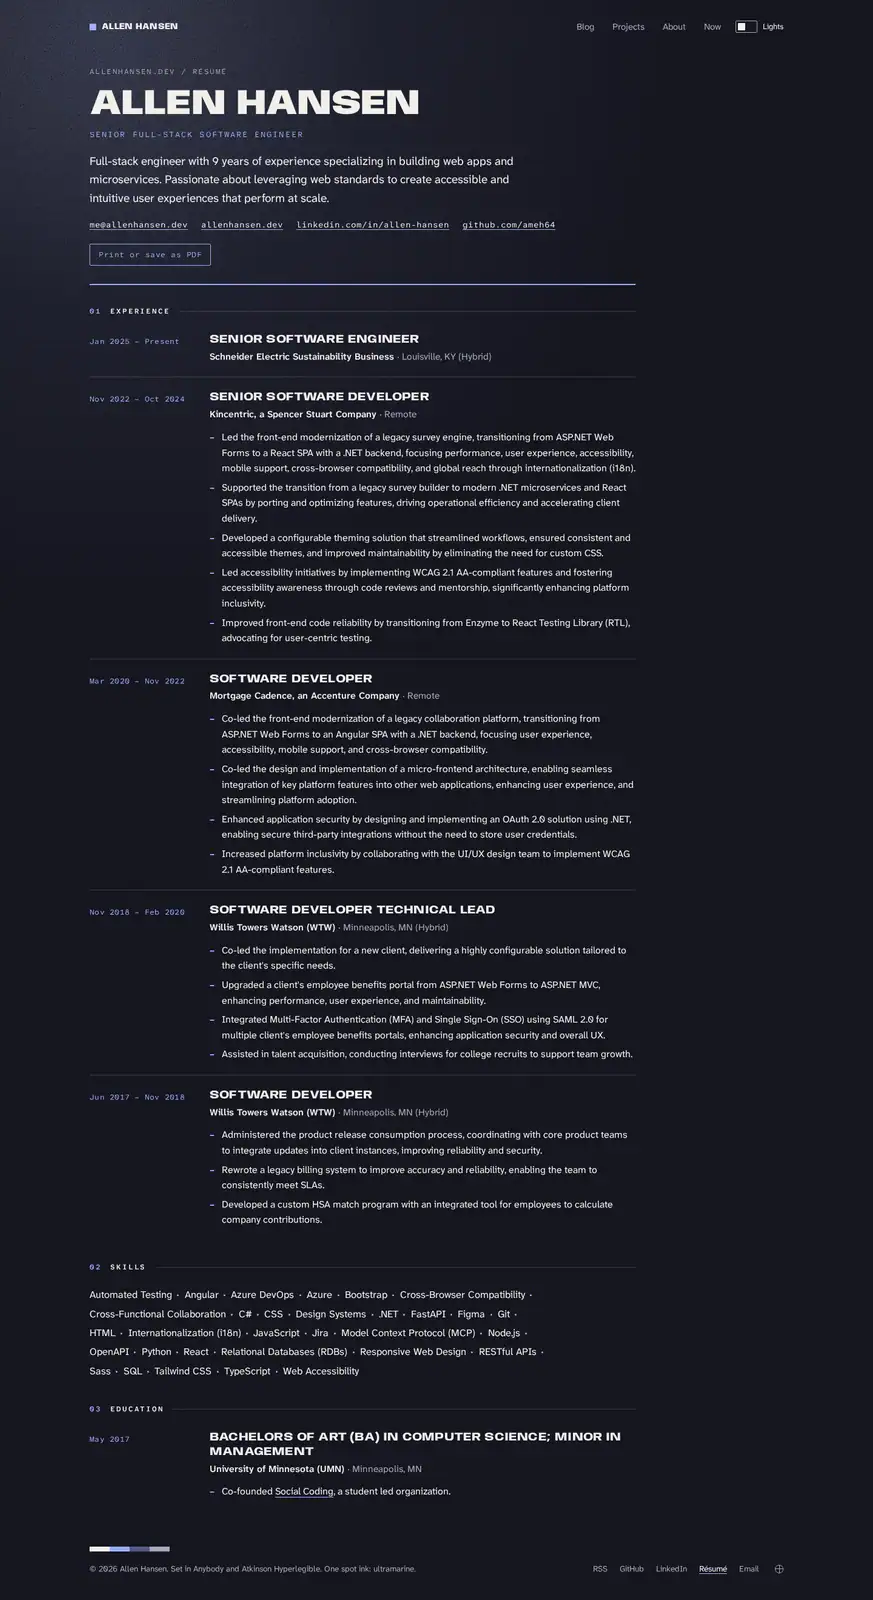 ALLEN HANSEN
Blog Projects About Now Lights
ALLENHANSEN.DEV / RÉSUMÉ
ALLEN HANSEN
SENIOR FULL-STACK SOFTWARE ENGINEER
Full-stack engineer with 9 years of experience specializing in building web apps and
microservices. Passionate about leveraging web standards to create accessible and
intuitive user experiences that perform at scale.
me@allenhansen.dev allenhansen.dev linkedin.com/in/allen-hansen github.com/ameh64
Print or save as PDF
01 EXPERIENCE
Jan 2025 – Present
SENIOR SOFTWARE ENGINEER
Schneider Electric Sustainability Business · Louisville, KY (Hybrid)
Nov 2022 – Oct 2024
SENIOR SOFTWARE DEVELOPER
Kincentric, a Spencer Stuart Company · Remote
– Led the front-end modernization of a legacy survey engine, transitioning from ASP.NET Web
Forms to a React SPA with a .NET backend, focusing performance, user experience, accessibility,
mobile support, cross-browser compatibility, and global reach through internationalization (i18n).
– Supported the transition from a legacy survey builder to modern .NET microservices and React
SPAs by porting and optimizing features, driving operational efficiency and accelerating client
delivery.
– Developed a configurable theming solution that streamlined workflows, ensured consistent and
accessible themes, and improved maintainability by eliminating the need for custom CSS.
– Led accessibility initiatives by implementing WCAG 2.1 AA-compliant features and fostering
accessibility awareness through code reviews and mentorship, significantly enhancing platform
inclusivity.
– Improved front-end code reliability by transitioning from Enzyme to React Testing Library (RTL),
advocating for user-centric testing.
Mar 2020 – Nov 2022
SOFTWARE DEVELOPER
Mortgage Cadence, an Accenture Company · Remote
– Co-led the front-end modernization of a legacy collaboration platform, transitioning from
ASP.NET Web Forms to an Angular SPA with a .NET backend, focusing user experience,
accessibility, mobile support, and cross-browser compatibility.
– Co-led the design and implementation of a micro-frontend architecture, enabling seamless
integration of key platform features into other web applications, enhancing user experience, and
streamlining platform adoption.
– Enhanced application security by designing and implementing an OAuth 2.0 solution using .NET,
enabling secure third-party integrations without the need to store user credentials.
– Increased platform inclusivity by collaborating with the UI/UX design team to implement WCAG
2.1 AA-compliant features.
Nov 2018 – Feb 2020
SOFTWARE DEVELOPER TECHNICAL LEAD
Willis Towers Watson (WTW) · Minneapolis, MN (Hybrid)
– Co-led the implementation for a new client, delivering a highly configurable solution tailored to
the client's specific needs.
– Upgraded a client's employee benefits portal from ASP.NET Web Forms to ASP.NET MVC,
enhancing performance, user experience, and maintainability.
– Integrated Multi-Factor Authentication (MFA) and Single Sign-On (SSO) using SAML 2.0 for
multiple client's employee benefits portals, enhancing application security and overall UX.
– Assisted in talent acquisition, conducting interviews for college recruits to support team growth.
Jun 2017 – Nov 2018
SOFTWARE DEVELOPER
Willis Towers Watson (WTW) · Minneapolis, MN (Hybrid)
– Administered the product release consumption process, coordinating with core product teams
to integrate updates into client instances, improving reliability and security.
– Rewrote a legacy billing system to improve accuracy and reliability, enabling the team to
consistently meet SLAs.
– Developed a custom HSA match program with an integrated tool for employees to calculate
company contributions.
02 SKILLS
Automated Testing · Angular · Azure DevOps · Azure · Bootstrap · Cross-Browser Compatibility ·
Cross-Functional Collaboration · C# · CSS · Design Systems · .NET · FastAPI · Figma · Git ·
HTML · Internationalization (i18n) · JavaScript · Jira · Model Context Protocol (MCP) · Node.js ·
OpenAPI · Python · React · Relational Databases (RDBs) · Responsive Web Design · RESTful APIs ·
Sass · SQL · Tailwind CSS · TypeScript · Web Accessibility
03 EDUCATION
May 2017
BACHELORS OF ART (BA) IN COMPUTER SCIENCE; MINOR IN
MANAGEMENT
University of Minnesota (UMN) · Minneapolis, MN
– Co-founded Social Coding, a student led organization.
© 2026 Allen Hansen. Set in Anybody and Atkinson Hyperlegible. One spot ink: ultramarine.
RSS GitHub LinkedIn Résumé Email